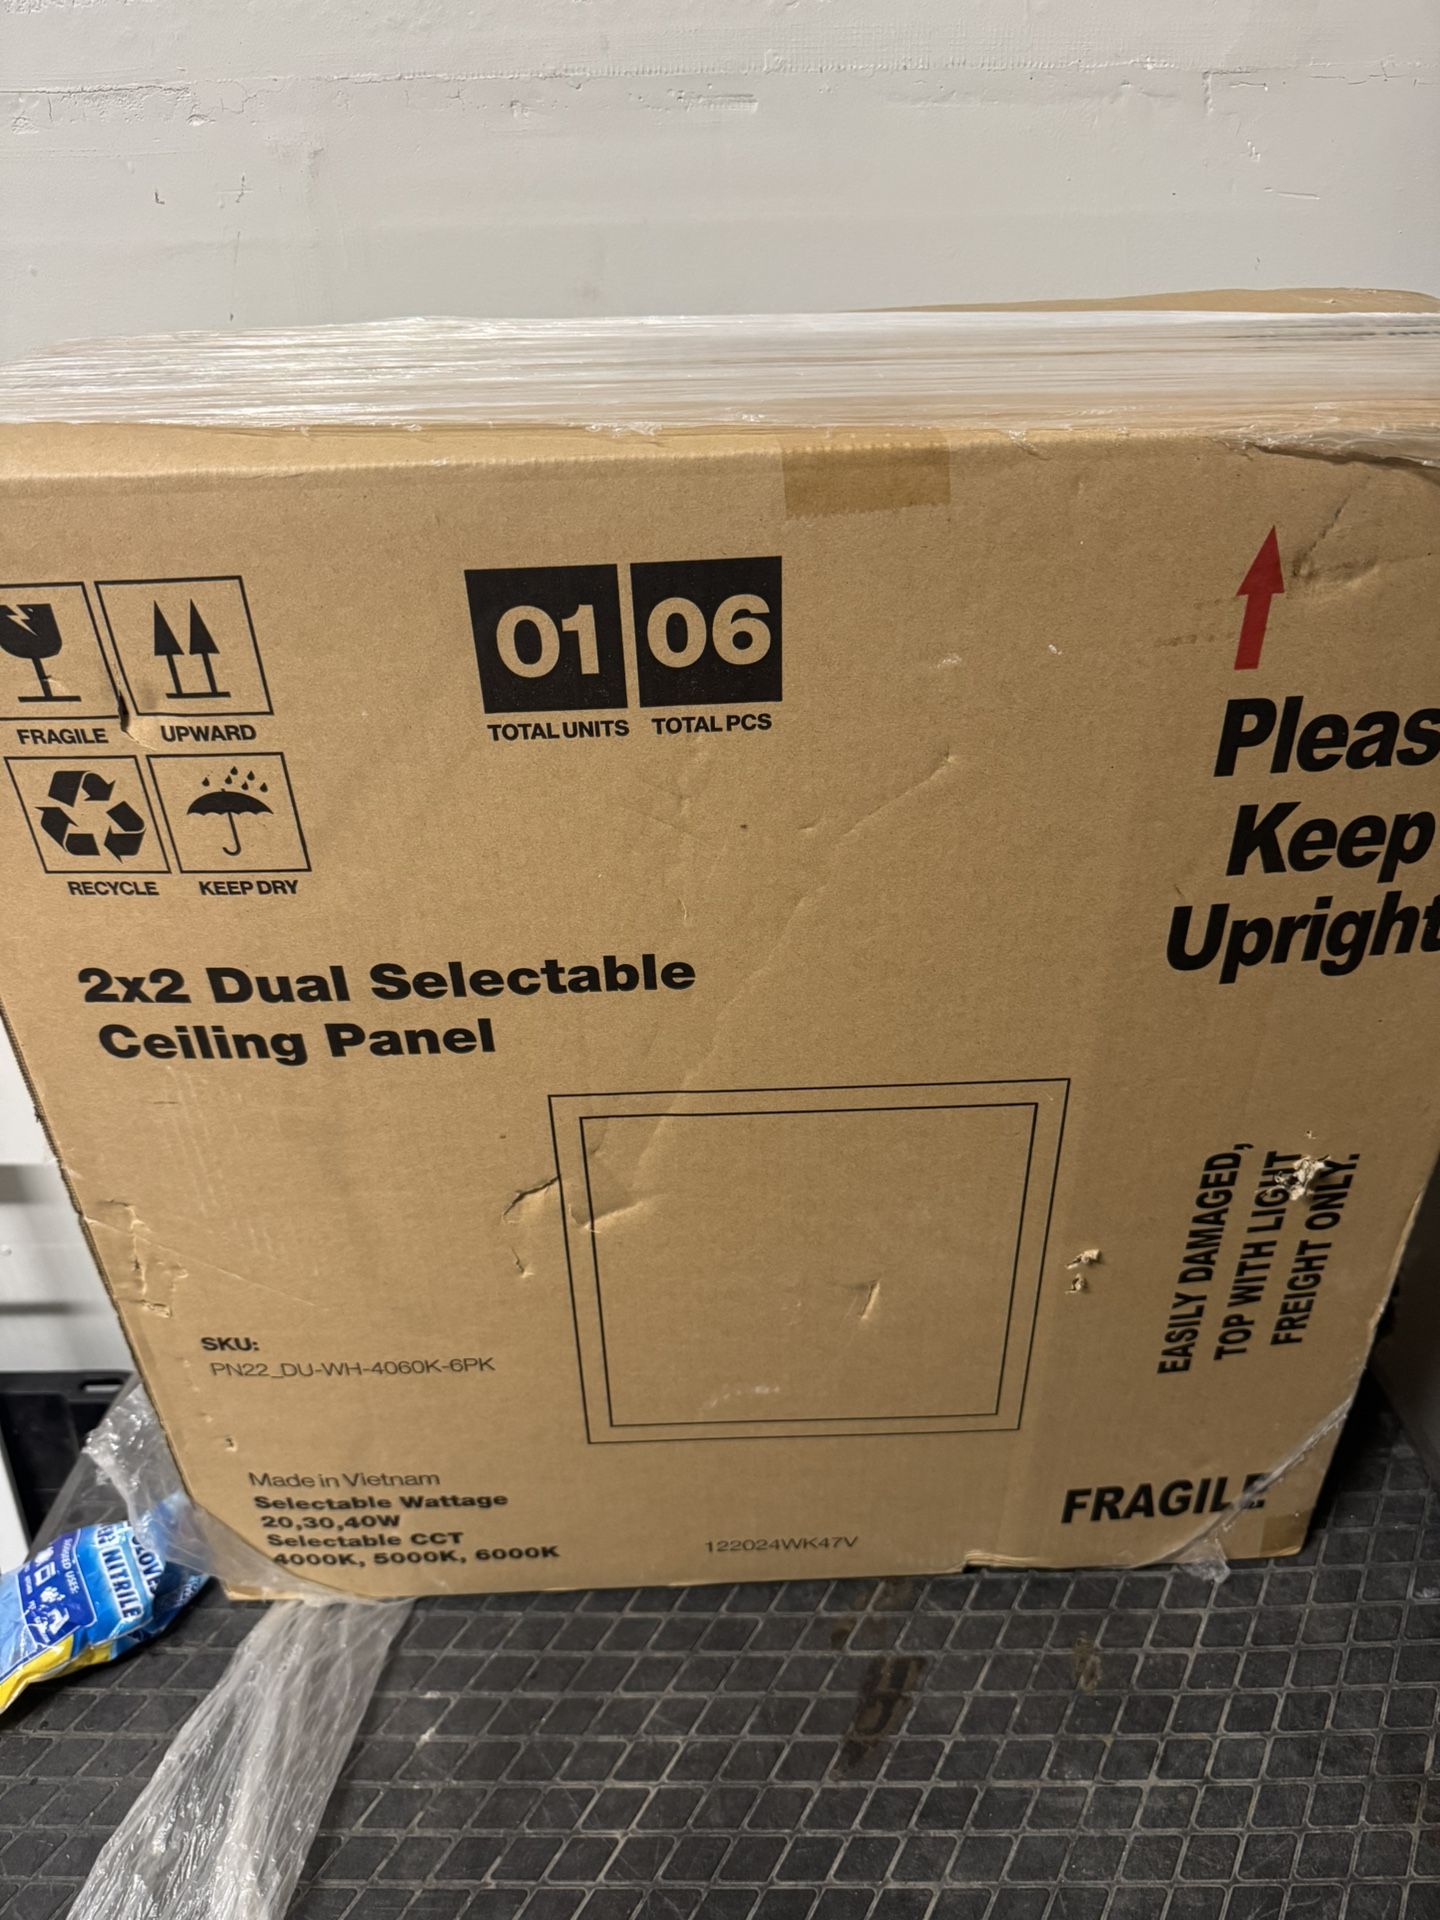 01 06
TOTAL UNITS TOTAL PCS
FRAGILE UPWARD
RECYCLE KEEP DRY
Pleas
Keep
Upright
2x2 Dual Selectable
Ceiling Panel
EASILY DAMAGED,
TOP WITH LIGHT
FREIGHT ONLY.
SKU:
PN22_DU-WH-4060K-6PK
Made in Vietnam
Selectable Wattage
20,30,40W
Selectable CCT
4000K, 5000K, 6000K
122024WK47V
FRAGILE
NITRILE